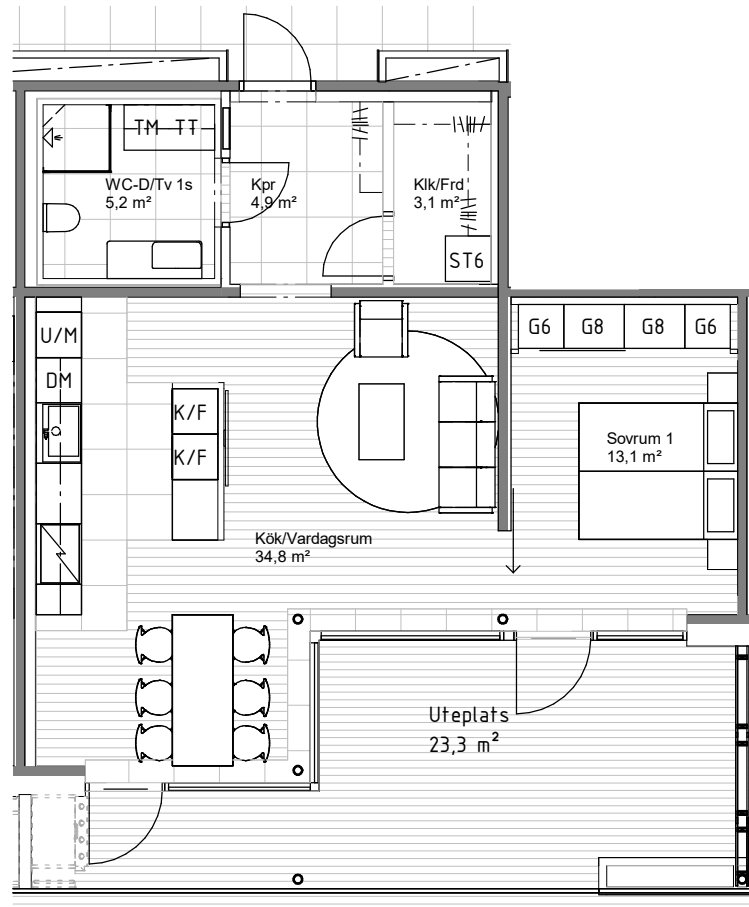 TM TT
WC-D/Tv 1s
5,2 m²
Kpr
4,9 m²
Klk/Frd
3,1 m²
ST6
U/M
DM
K/F
K/F
G6 G8 G8 G6
Sovrum 1
13,1 m²
Kök/Vardagsrum
34,8 m²
Uteplats
23,3 m²